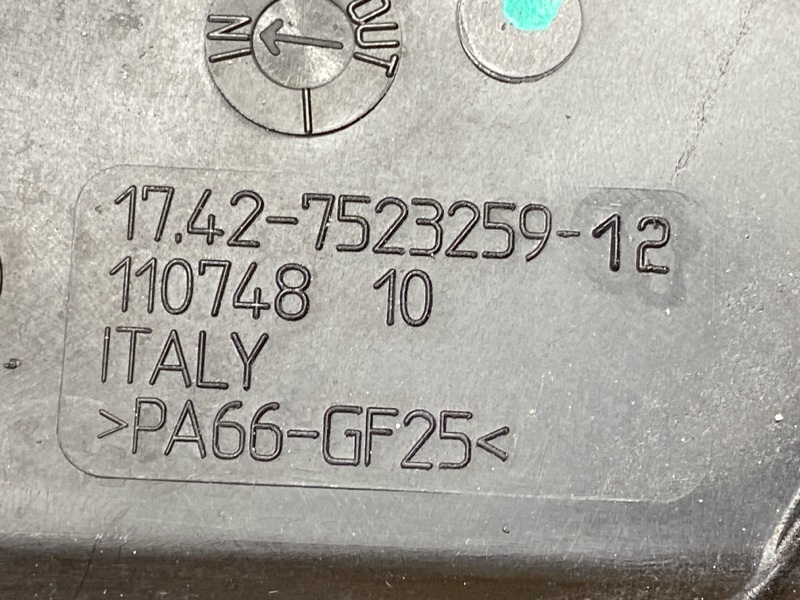 IN OUT
17.42-7523259-12
110748 10
ITALY
>PA66-GF25<